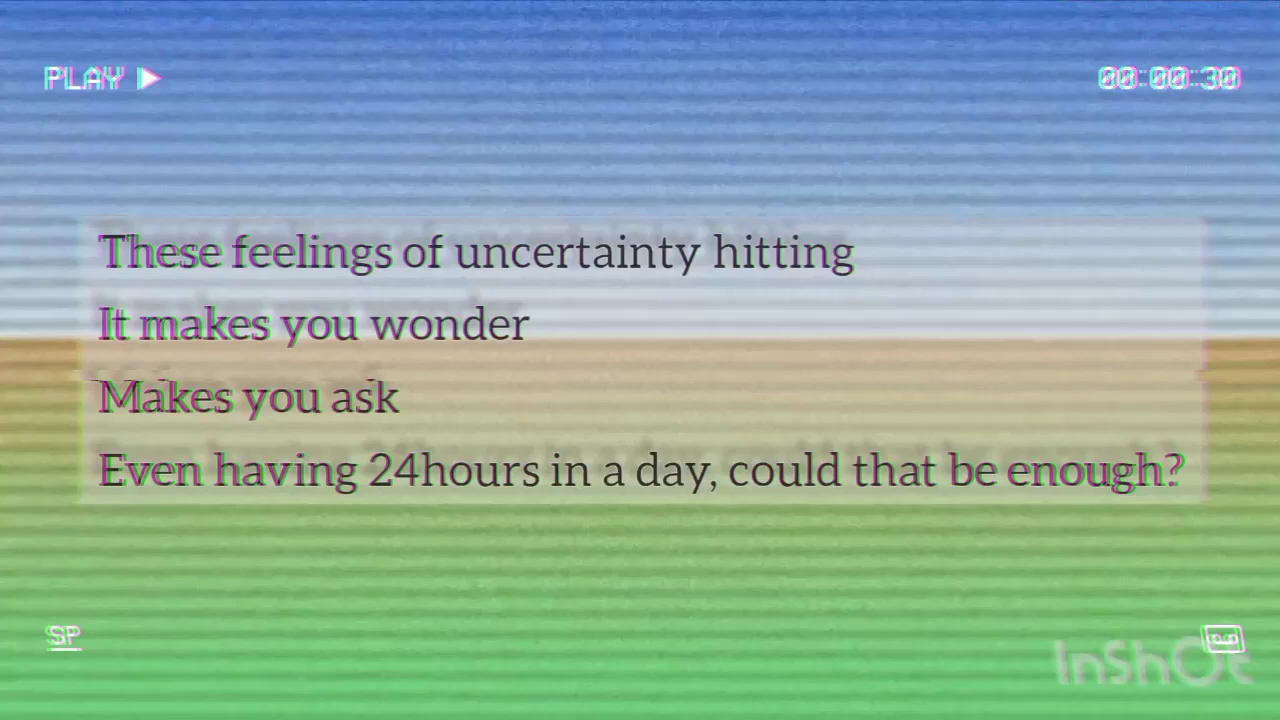 PLAY
00:00:30
These feelings of uncertainty hitting
It makes you wonder
Makes you ask
Even having 24hours in a day, could that be enough?
SP
InShOt